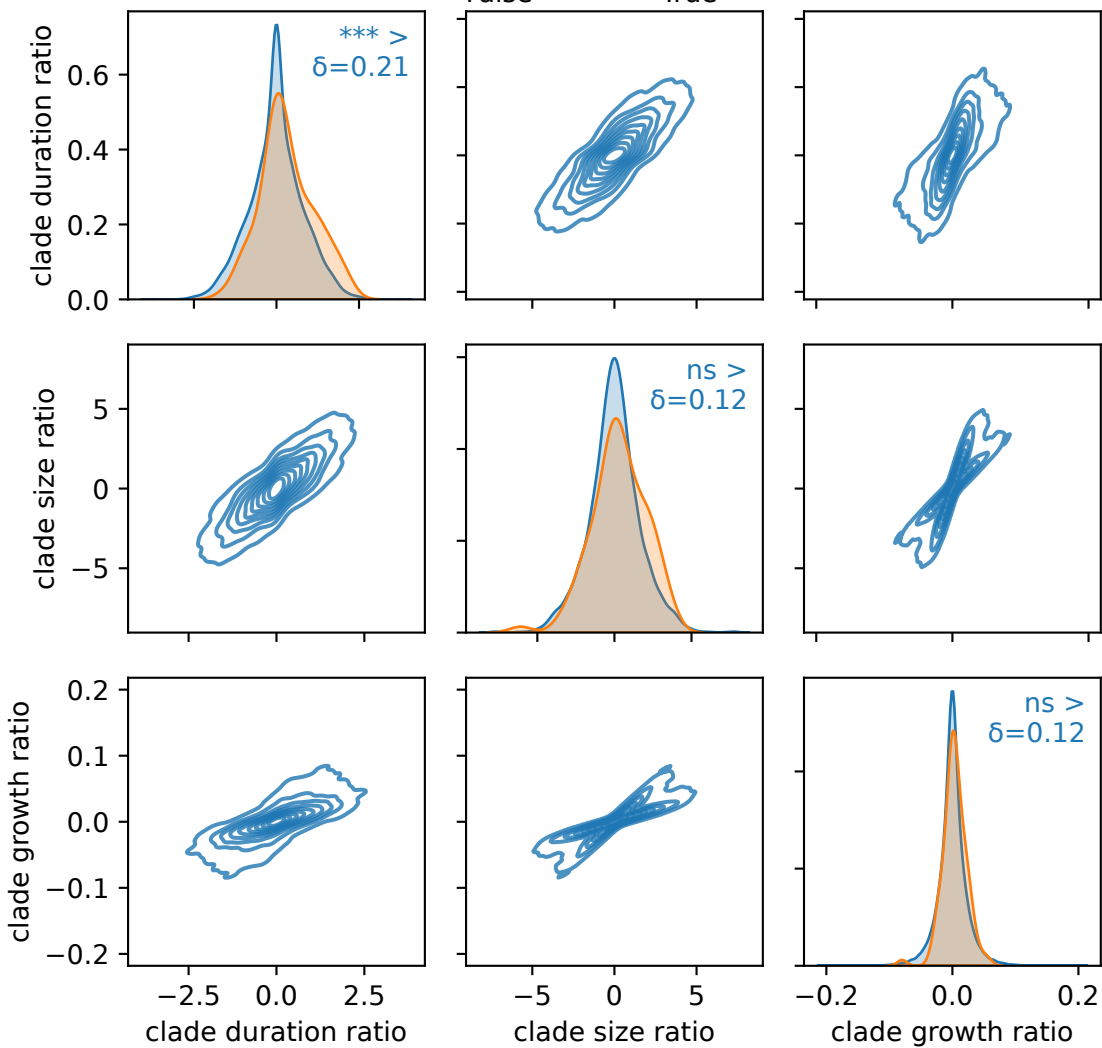 *** >
δ=0.21
clade duration ratio
0.6
0.4
0.2
0.0
ns >
δ=0.12
clade size ratio
5
0
−5
ns >
δ=0.12
clade growth ratio
0.2
0.1
0.0
−0.1
−0.2
−2.5 0.0 2.5
−5 0 5
−0.2 0.0 0.2
clade duration ratio
clade size ratio
clade growth ratio